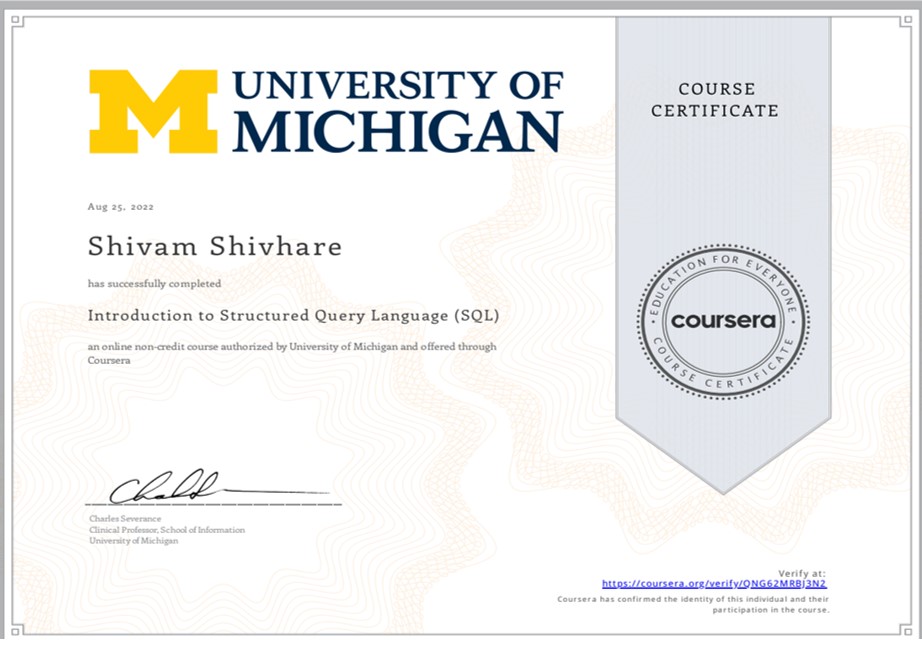 M UNIVERSITY OF
MICHIGAN
COURSE
CERTIFICATE
Aug 25, 2022
Shivam Shivhare
has successfully completed
Introduction to Structured Query Language (SQL)
an online non-credit course authorized by University of Michigan and offered through
Coursera
EDUCATION FOR EVERYONE
coursera
COURSE CERTIFICATE
Charles Severance
Clinical Professor, School of Information
University of Michigan
Verify at:
https://coursera.org/verify/QNG62MRBJ3N2
Coursera has confirmed the identity of this individual and their
participation in the course.